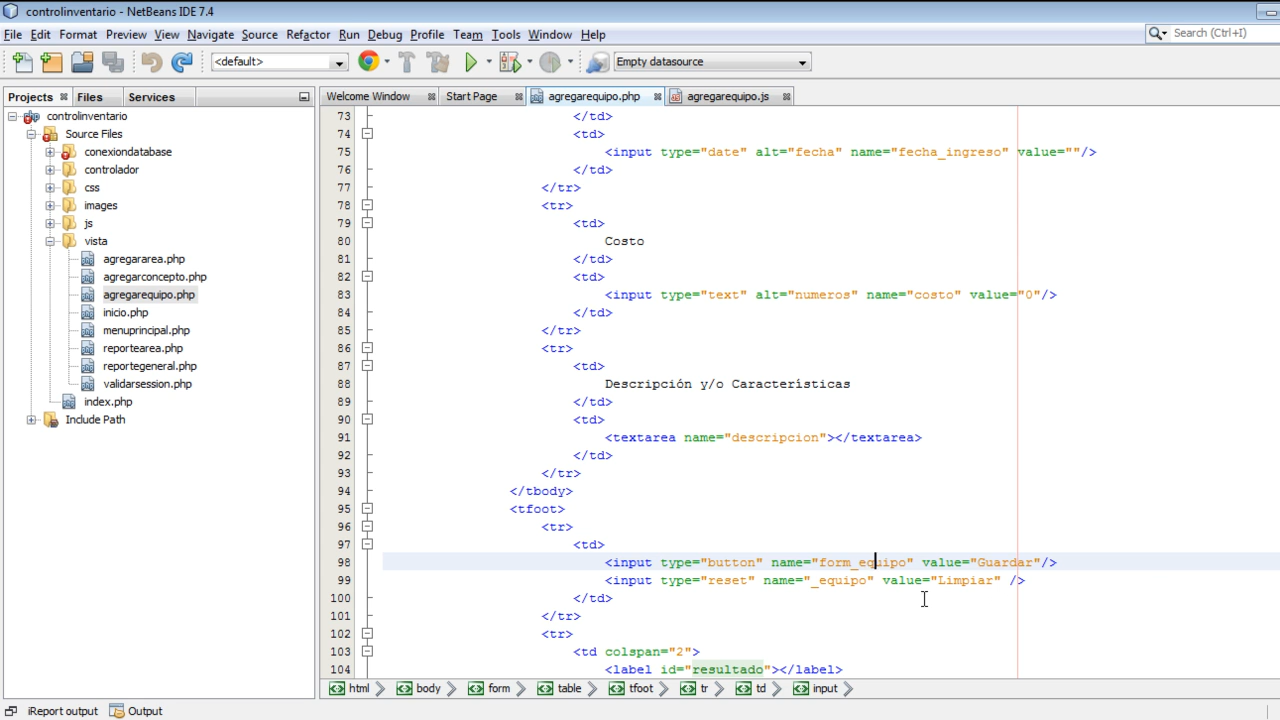 controlinventario - NetBeans IDE 7.4
File Edit Format Preview View Navigate Source Refactor Run Debug Profile Team Tools Window Help
Search (Ctrl+I)
<default>
Empty datasource
Projects Files Services
Welcome Window Start Page agregarequipo.php agregarequipo.js
controlinventario
Source Files
conexiondatabase
controlador
css
images
js
vista
agregararea.php
agregarconcepto.php
agregarequipo.php
inicio.php
menuprincipal.php
reportearea.php
reportegeneral.php
validarsession.php
index.php
Include Path
73 </td>
74 <td>
75 <input type="date" alt="fecha" name="fecha_ingreso" value=""/>
76 </td>
77 </tr>
78 <tr>
79 <td>
80 Costo
81 </td>
82 <td>
83 <input type="text" alt="numeros" name="costo" value="0"/>
84 </td>
85 </tr>
86 <tr>
87 <td>
88 Descripción y/o Características
89 </td>
90 <td>
91 <textarea name="descripcion"></textarea>
92 </td>
93 </tr>
94 </tbody>
95 <tfoot>
96 <tr>
97 <td>
98 <input type="button" name="form_equipo" value="Guardar"/>
99 <input type="reset" name="_equipo" value="Limpiar" />
100 </td>
101 </tr>
102 <tr>
103 <td colspan="2">
104 <label id="resultado"></label>
html body form table tfoot tr td input
iReport output Output